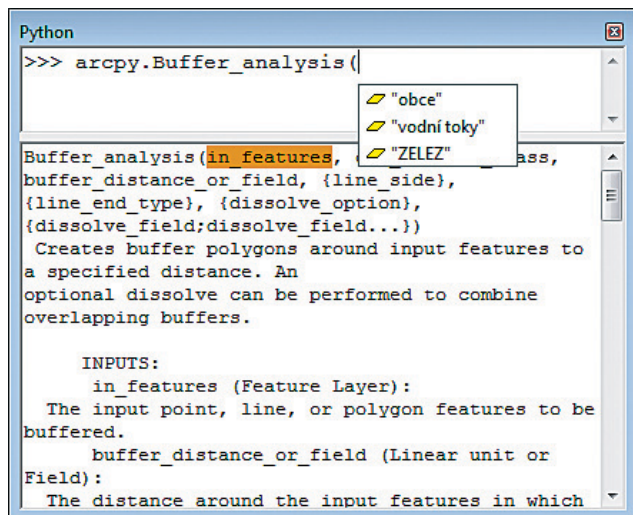 Python
>>> arcpy.Buffer_analysis(
"obce"
"vodní toky"
"ZELEZ"
Buffer_analysis(in_features, ass,
buffer_distance_or_field, {line_side},
{line_end_type}, {dissolve_option},
{dissolve_field;dissolve_field...})
Creates buffer polygons around input features to
a specified distance. An
optional dissolve can be performed to combine
overlapping buffers.
INPUTS:
in_features (Feature Layer):
The input point, line, or polygon features to be
buffered.
buffer_distance_or_field (Linear unit or
Field):
The distance around the input features in which